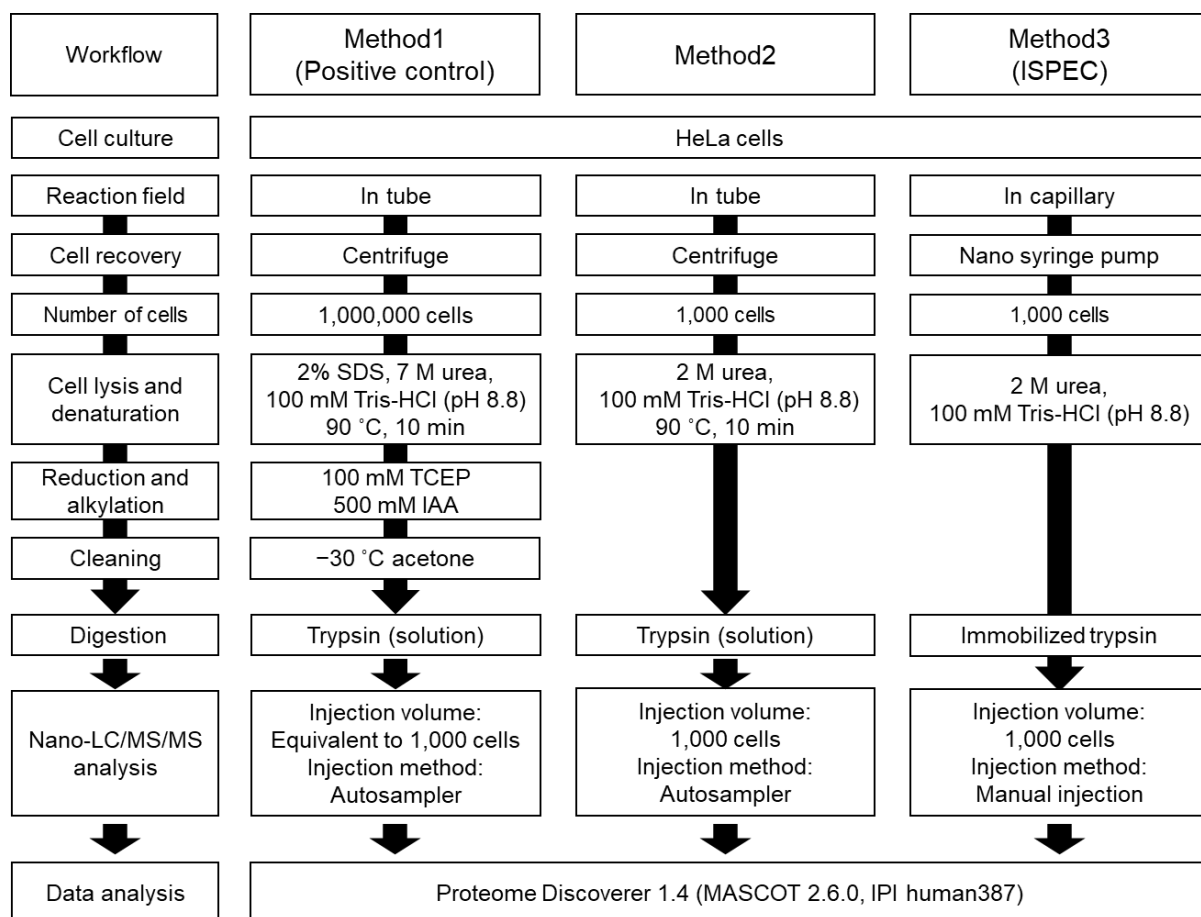 Workflow
Method1
(Positive control)
Method2
Method3
(ISPEC)
Cell culture
HeLa cells
Reaction field
In tube
In tube
In capillary
Cell recovery
Centrifuge
Centrifuge
Nano syringe pump
Number of cells
1,000,000 cells
1,000 cells
1,000 cells
Cell lysis and
denaturation
2% SDS, 7 M urea,
100 mM Tris-HCl (pH 8.8)
90 ˚C, 10 min
2 M urea,
100 mM Tris-HCl (pH 8.8)
90 ˚C, 10 min
2 M urea,
100 mM Tris-HCl (pH 8.8)
Reduction and
alkylation
100 mM TCEP
500 mM IAA
Cleaning
−30 ˚C acetone
Digestion
Trypsin (solution)
Trypsin (solution)
Immobilized trypsin
Nano-LC/MS/MS
analysis
Injection volume:
Equivalent to 1,000 cells
Injection method:
Autosampler
Injection volume:
1,000 cells
Injection method:
Autosampler
Injection volume:
1,000 cells
Injection method:
Manual injection
Data analysis
Proteome Discoverer 1.4 (MASCOT 2.6.0, IPI human387)